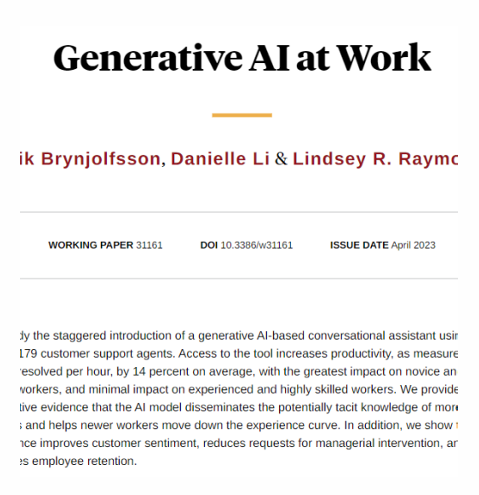 Generative AI at Work
ik Brynjolfsson, Danielle Li & Lindsey R. Raymo
WORKING PAPER 31161 DOI 10.3386/w31161 ISSUE DATE April 2023
dy the staggered introduction of a generative AI-based conversational assistant usin
179 customer support agents. Access to the tool increases productivity, as measure
resolved per hour, by 14 percent on average, with the greatest impact on novice an
workers, and minimal impact on experienced and highly skilled workers. We provide
tive evidence that the AI model disseminates the potentially tacit knowledge of more
s and helps newer workers move down the experience curve. In addition, we show t
nce improves customer sentiment, reduces requests for managerial intervention, an
es employee retention.